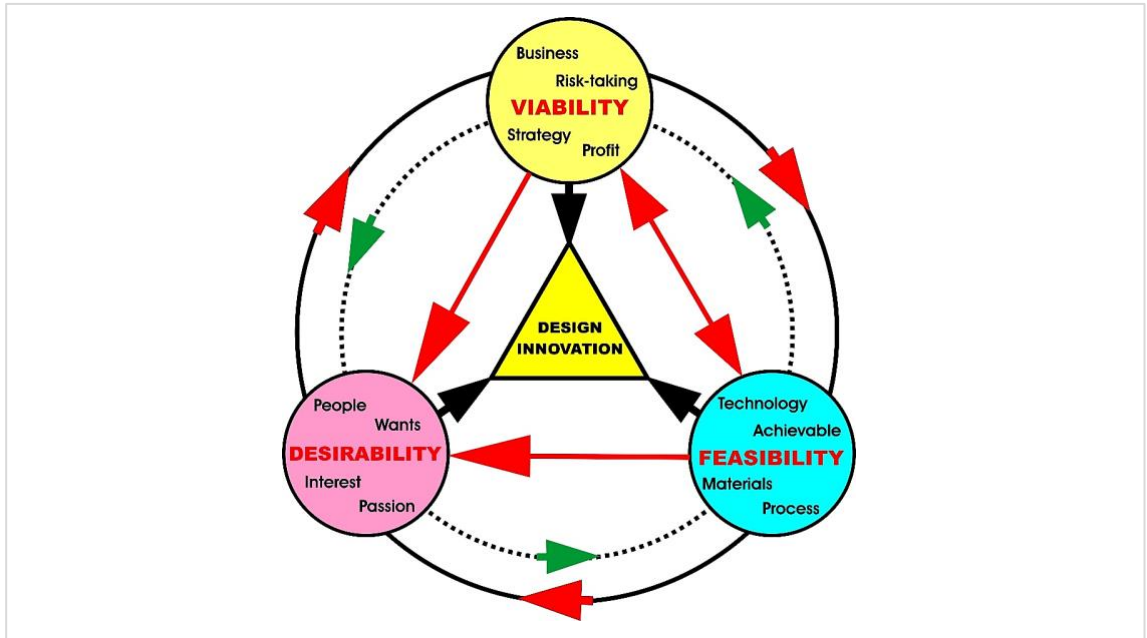 Business
Risk-taking
VIABILITY
Strategy
Profit
DESIGN
INNOVATION
People
Wants
DESIRABILITY
Interest
Passion
Technology
Achievable
FEASIBILITY
Materials
Process